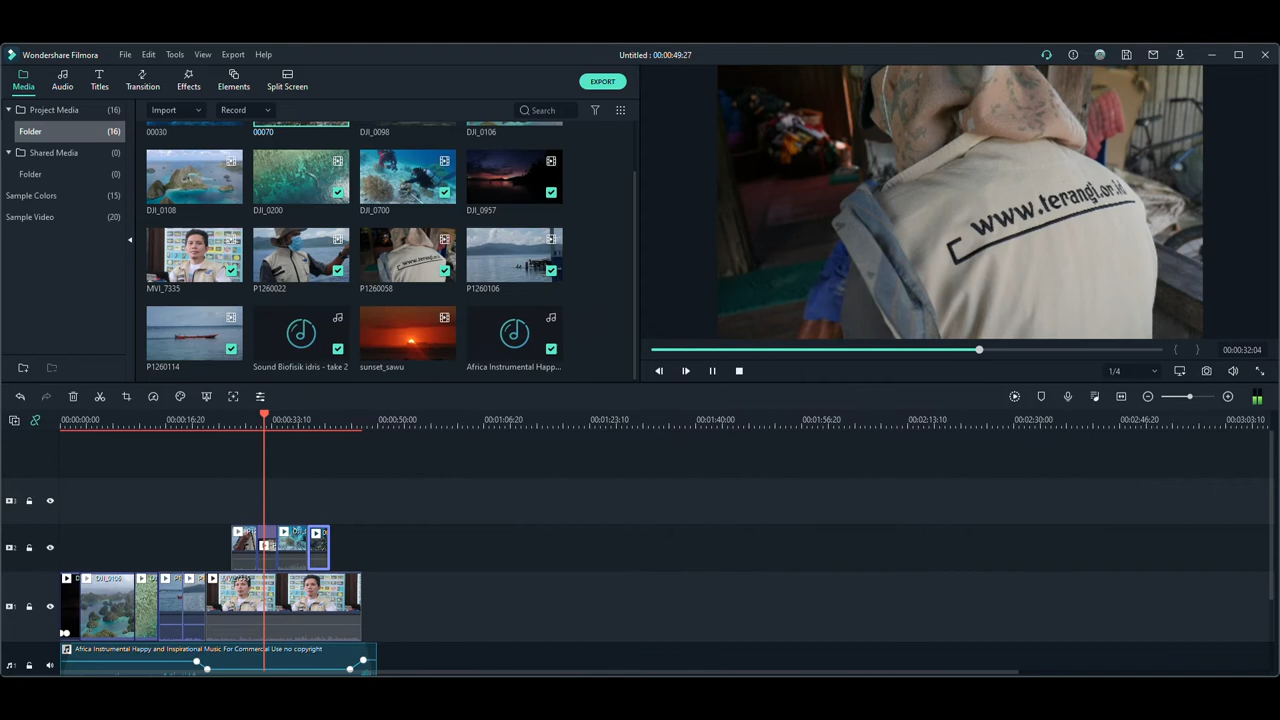 Wondershare Filmora File Edit Tools View Export Help Untitled : 00:00:49:27
Media Audio Titles Transition Effects Elements Split Screen EXPORT
Project Media (16) Import Record Search
Folder (16) 00030 00070 DJI_0098 DJI_0106
Shared Media (0)
Folder (0)
Sample Colors (15)
Sample Video (20)
DJI_0108 DJI_0200 DJI_0700 DJI_0957
www.terangi.or.id
MVI_7335 P1260022 P1260058 P1260106
P1260114 Sound Biofisik idris - take 2 sunset_sawu Africa Instrumental Happ...
00:00:32:04
1/4
00:00:00:00 00:00:16:20 00:00:33:10 00:00:50:00 00:01:06:20 00:01:23:10 00:01:40:00 00:01:56:20 00:02:13:10 00:02:30:00 00:02:46:20 00:03:03:10
3
2
1 DJI_0106
1 Africa Instrumental Happy and Inspirational Music For Commercial Use no copyright